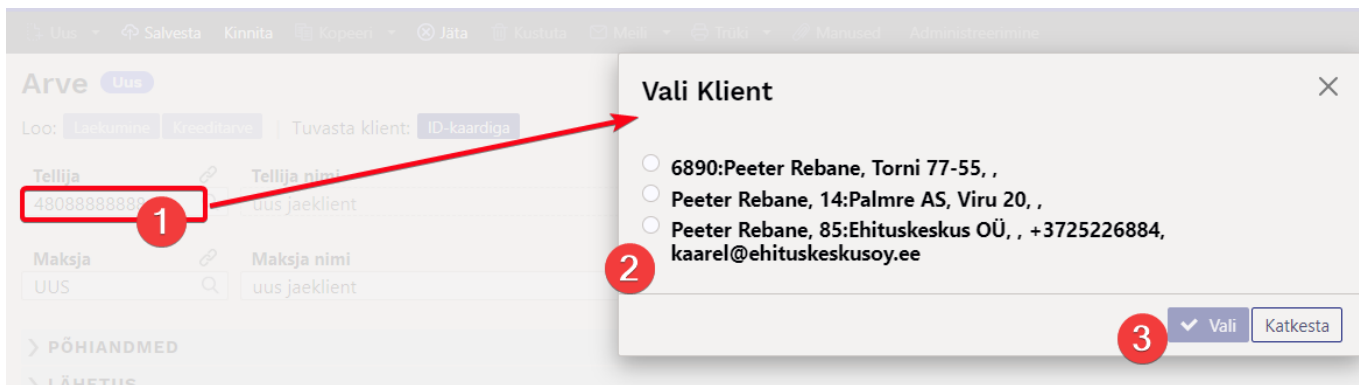 Uus Salvesta Kinnita Kopeeri Jäta Kustuta Meili Trüki Manused Administreerimine
Arve Uus
Loo: Laekumine Kreeditarve Tuvasta klient: ID-kaardiga
Tellija Tellija nimi
48088888888 uus jaeklient
1
Maksja Maksja nimi
UUS uus jaeklient
PÕHIANDMED
LÄHETUS
Vali Klient
6890:Peeter Rebane, Torni 77-55, ,
Peeter Rebane, 14:Palmre AS, Viru 20, ,
Peeter Rebane, 85:Ehituskeskus OÜ, , +3725226884,
kaarel@ehituskeskusoy.ee
2
3
Vali Katkesta